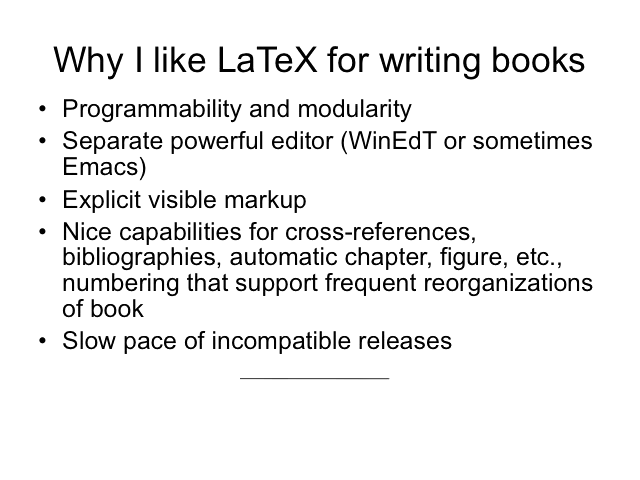 Why I like LaTeX for writing books
• Programmability and modularity
• Separate powerful editor (WinEdT or sometimes
Emacs)
• Explicit visible markup
• Nice capabilities for cross-references,
bibliographies, automatic chapter, figure, etc.,
numbering that support frequent reorganizations
of book
• Slow pace of incompatible releases